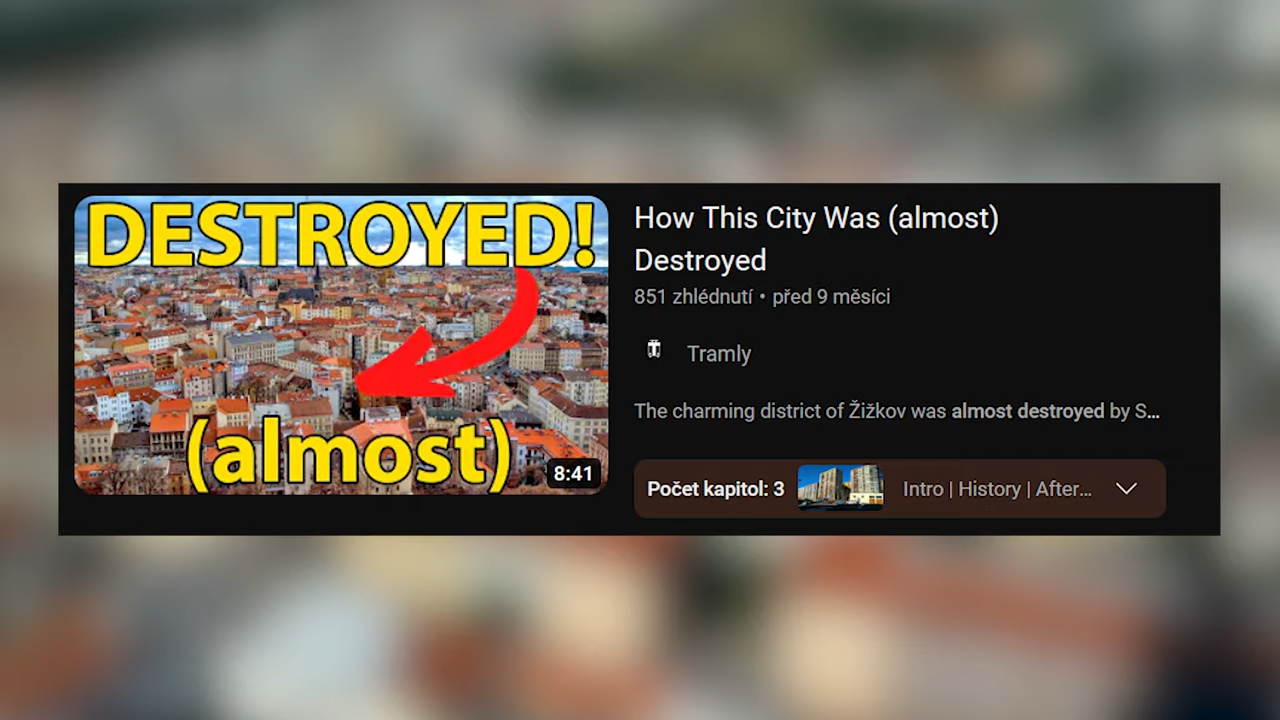 DESTROYED!
(almost)
8:41
How This City Was (almost)
Destroyed
851 zhlédnutí • před 9 měsíci
Tramly
The charming district of Žižkov was almost destroyed by S...
Počet kapitol: 3
Intro | History | After...